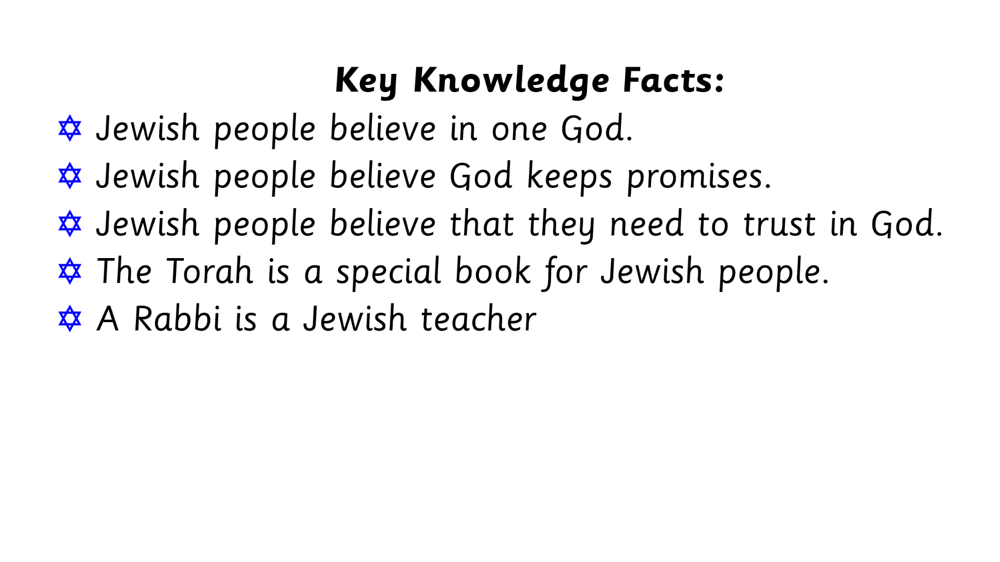 Key Knowledge Facts:
✡ Jewish people believe in one God.
✡ Jewish people believe God keeps promises.
✡ Jewish people believe that they need to trust in God.
✡ The Torah is a special book for Jewish people.
✡ A Rabbi is a Jewish teacher